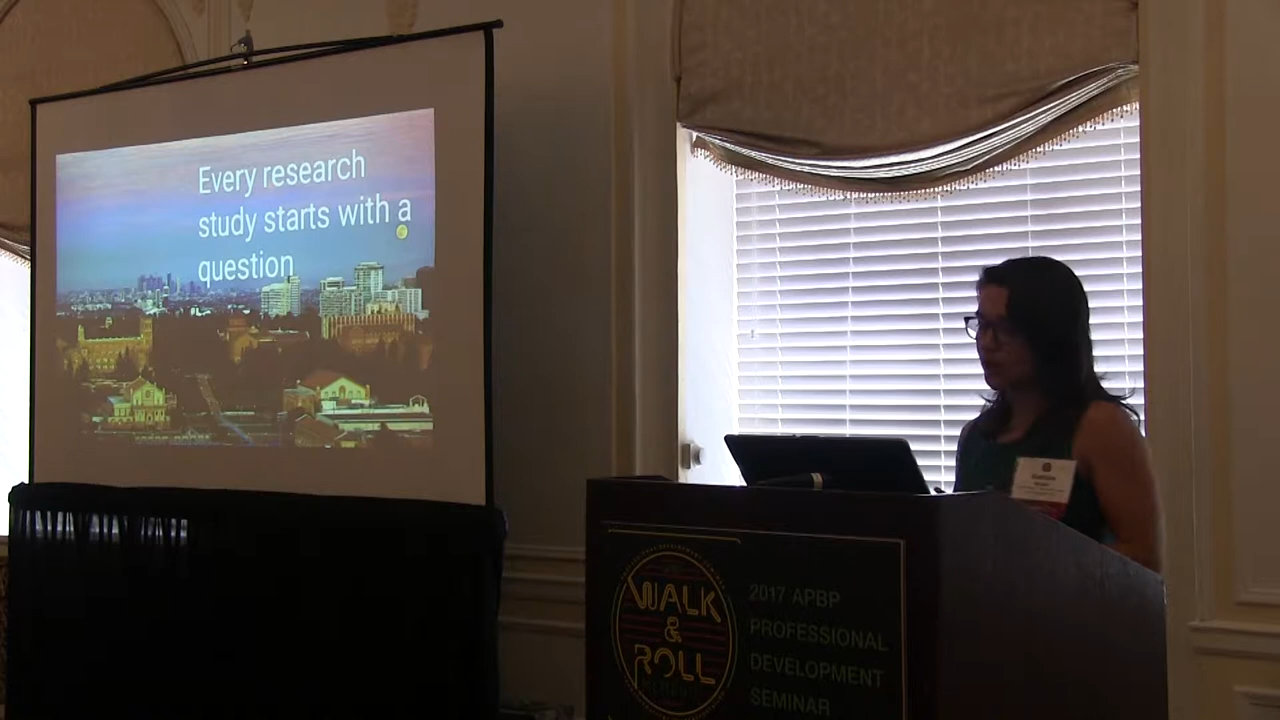 Every research
study starts with a
question
WALK
&
ROLL
2017 APBP
PROFESSIONAL
DEVELOPMENT
SEMINAR